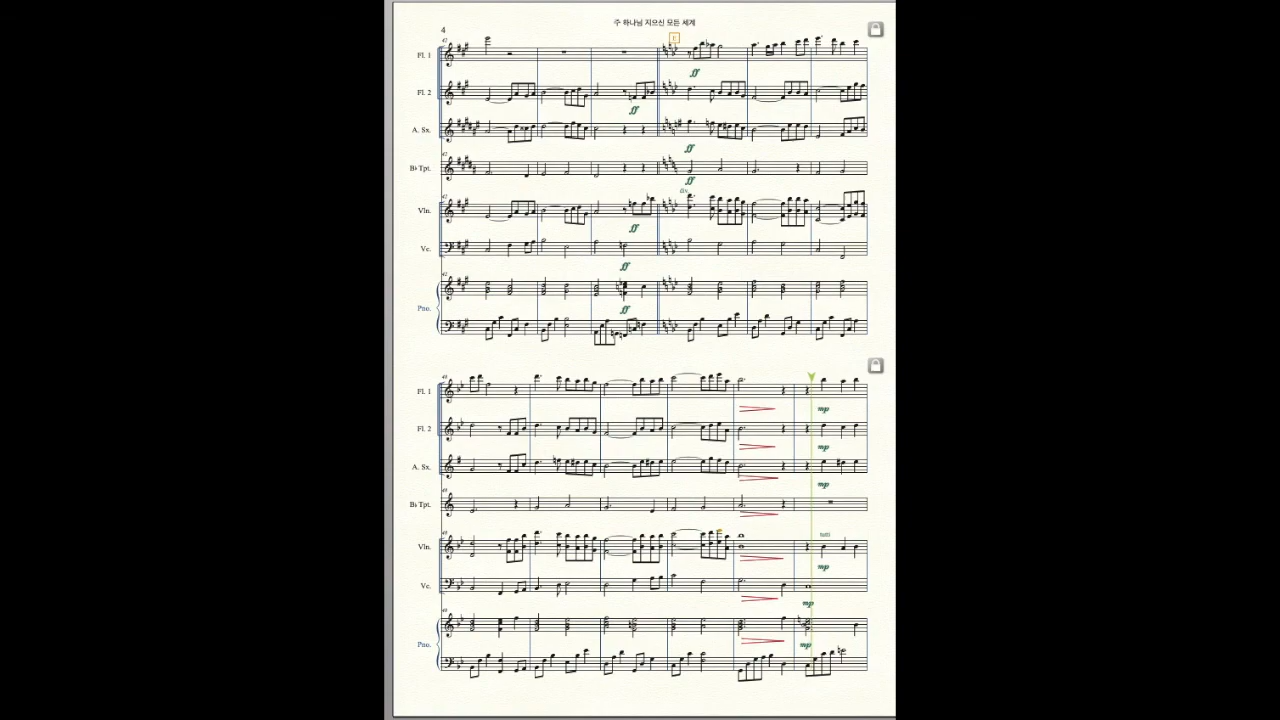 주 하나님 지으신 모든 세계
4
E
Fl. 1
ff
Fl. 2
ff
A. Sx.
ff
B♭ Tpt.
ff
Vln.
ff
Vc.
ff
Pno.
ff
Fl. 1
mp
Fl. 2
mp
A. Sx.
mp
B♭ Tpt.
tutti
Vln.
mp
Vc.
mp
Pno.
mp